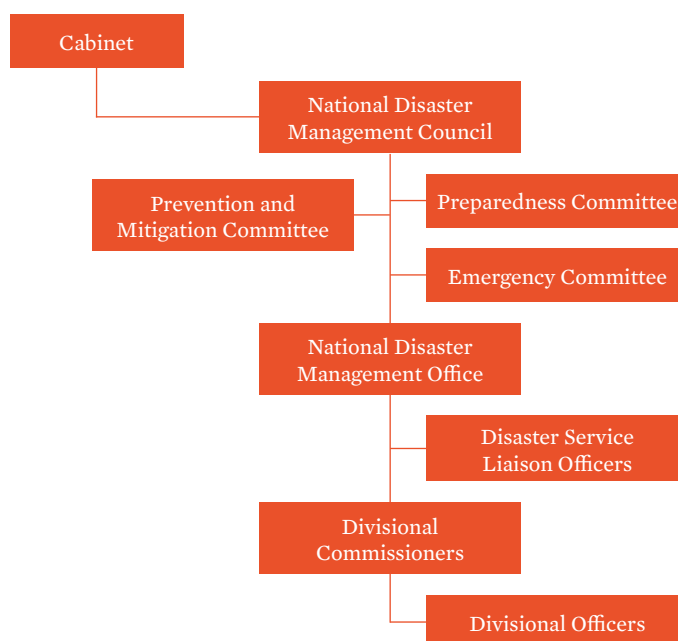 Cabinet
National Disaster
Management Council
Prevention and
Mitigation Committee
Preparedness Committee
Emergency Committee
National Disaster
Management Office
Disaster Service
Liaison Officers
Divisional
Commissioners
Divisional Officers